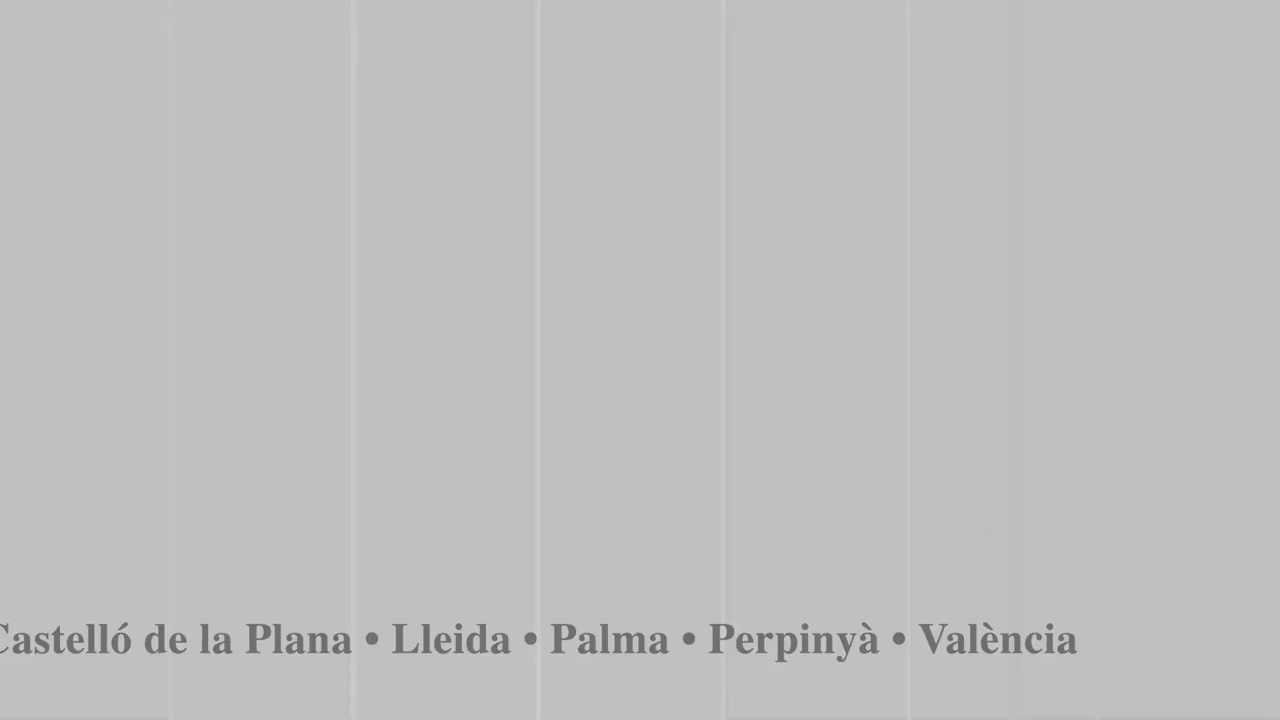 Castelló de la Plana • Lleida • Palma • Perpinyà • València